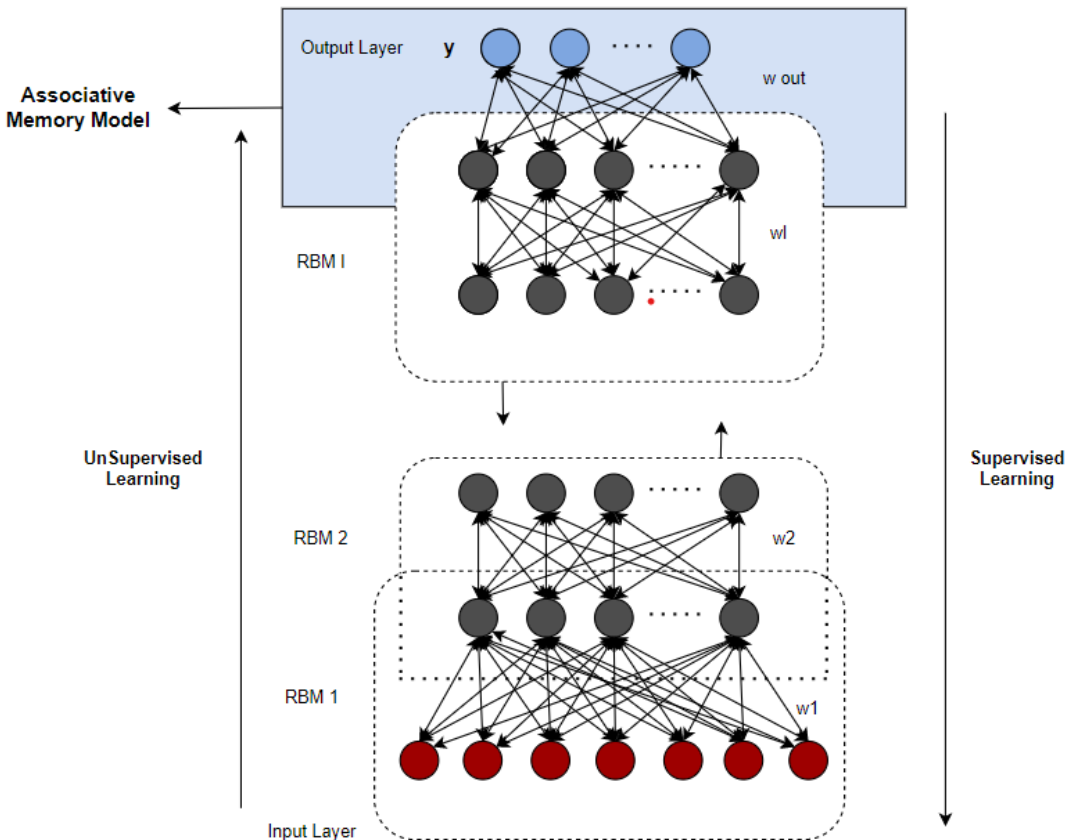 Output Layer
y
w out
Associative
Memory Model
RBM l
wl
UnSupervised
Learning
Supervised
Learning
RBM 2
w2
RBM 1
w1
Input Layer